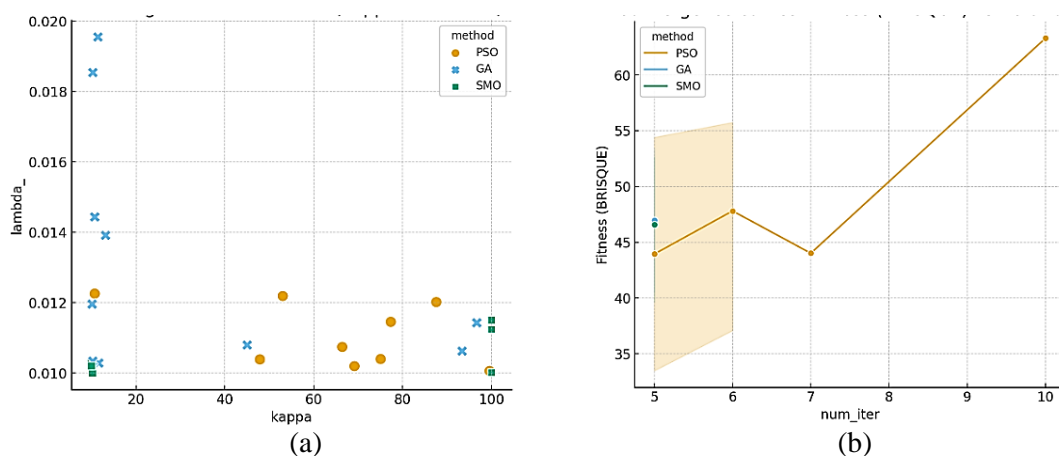 method
PSO
GA
SMO
0.020
0.018
0.016
0.014
0.012
0.010
lambda_
20
40
60
80
100
kappa
(a)
method
PSO
GA
SMO
60
55
50
45
40
35
Fitness (BRISQUE)
5
6
7
8
9
10
num_iter
(b)